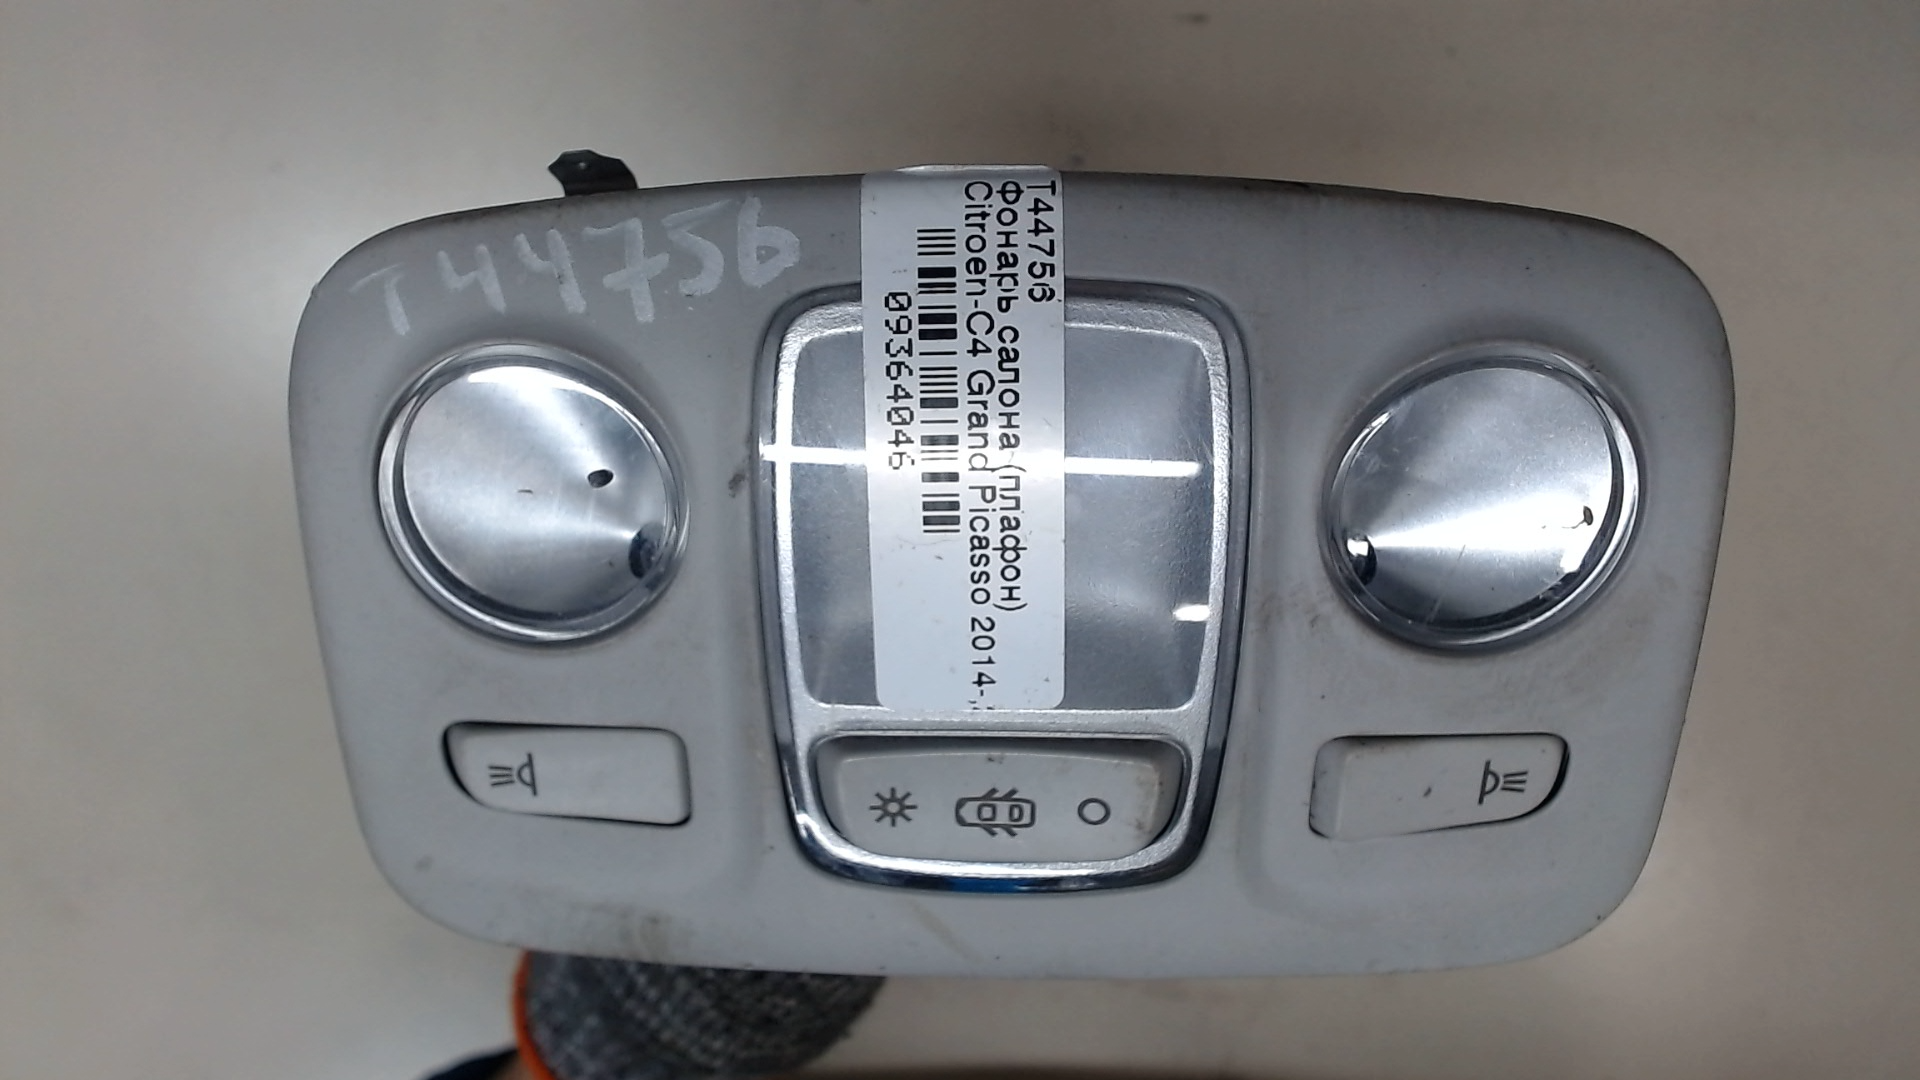 T44756
T44756
Фонарь салона (плафон)
Citroen-C4 Grand Picasso 2014-,
09364046